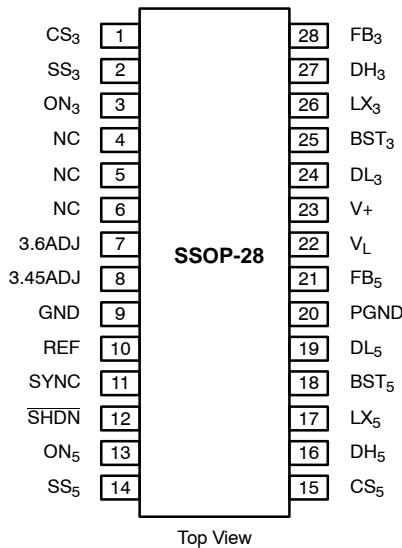 CS3 1 28 FB3
SS3 2 27 DH3
ON3 3 26 LX3
NC 4 25 BST3
NC 5 24 DL3
NC 6 23 V+
3.6ADJ 7 22 VL
SSOP-28
3.45ADJ 8 21 FB5
GND 9 20 PGND
REF 10 19 DL5
SYNC 11 18 BST5
SHDN 12 17 LX5
ON5 13 16 DH5
SS5 14 15 CS5
Top View